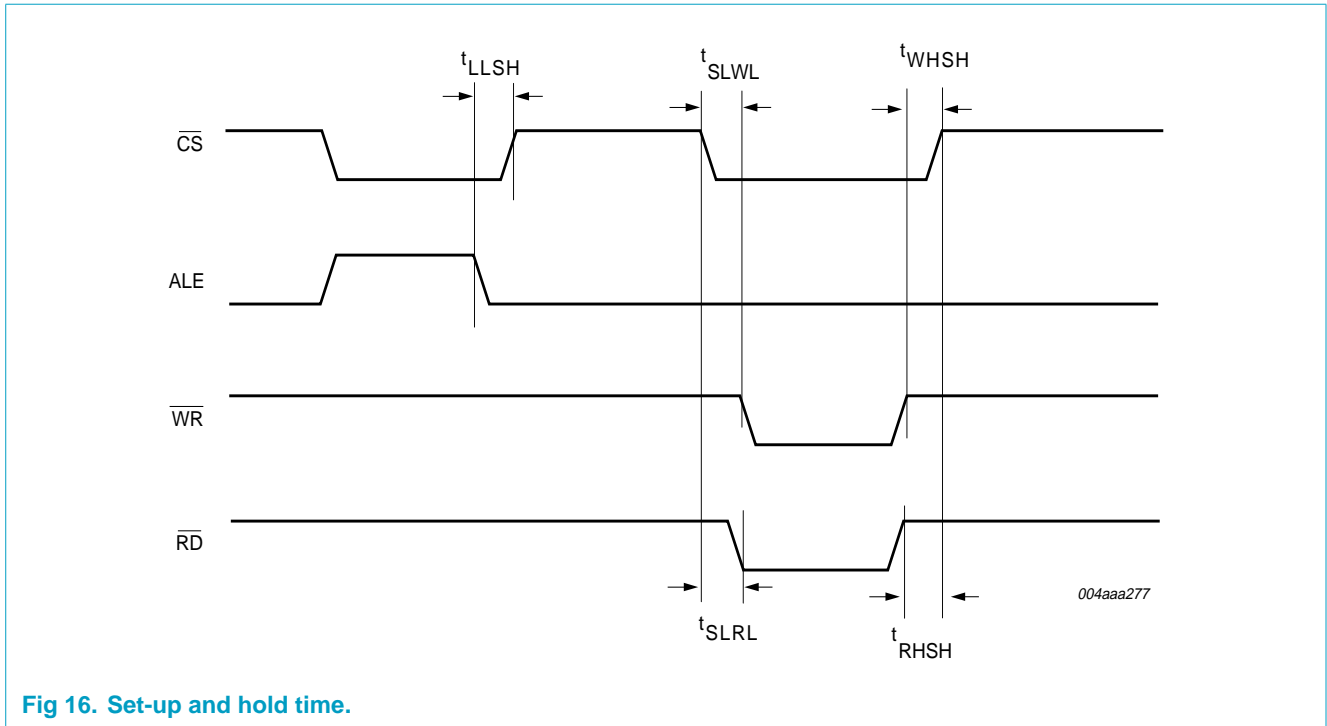 tLLSH
tSLWL
tWHSH
CS
ALE
WR
RD
004aaa277
tSLRL
tRHSH
Fig 16. Set-up and hold time.